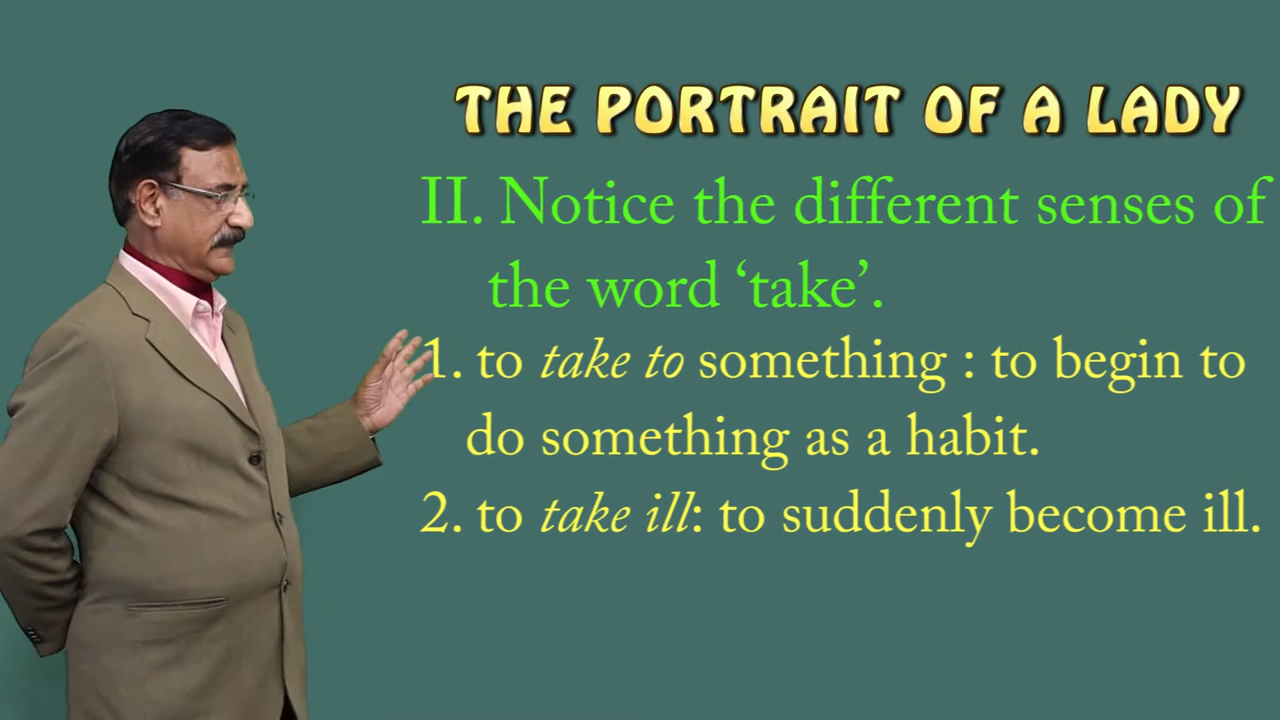 THE PORTRAIT OF A LADY
II. Notice the different senses of
the word ‘take’.
1. to take to something : to begin to
do something as a habit.
2. to take ill: to suddenly become ill.